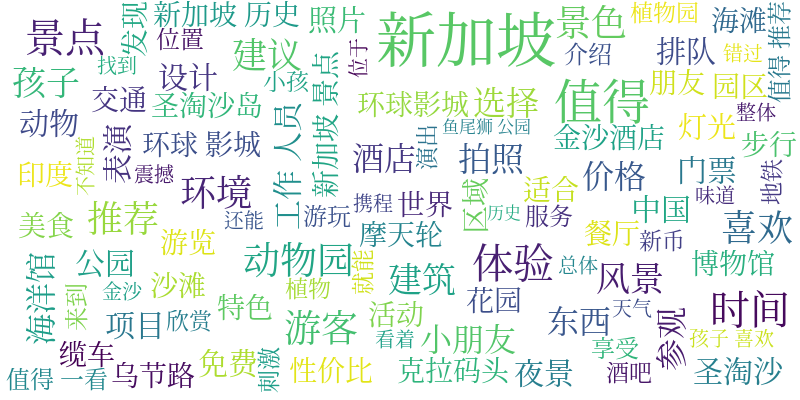 新加坡 历史
照片
景色
植物园
海滩
值得 推荐
景点
发现
位置
建议
位于
新加坡
介绍
排队
错过
孩子
找到
设计
小孩
值得
朋友
园区
交通
圣淘沙岛
环球影城
选择
整体
动物
表演
环球 影城
工作 人员
新加坡 景点
演出
鱼尾狮 公园
金沙酒店
灯光
步行
不知道
震撼
酒店
拍照
价格
门票
地铁
印度
环境
携程
世界
区域
适合
味道
美食
推荐
还能
游玩
历史
服务
中国
喜欢
游览
动物园
摩天轮
餐厅
新币
海洋馆
公园
沙滩
植物
就能
建筑
体验
总体
风景
博物馆
来到
金沙
特色
活动
花园
天气
时间
项目
欣赏
游客
看着
小朋友
东西
参观
孩子 喜欢
缆车
免费
刺激
享受
值得 一看
乌节路
性价比
克拉码头
夜景
酒吧
圣淘沙